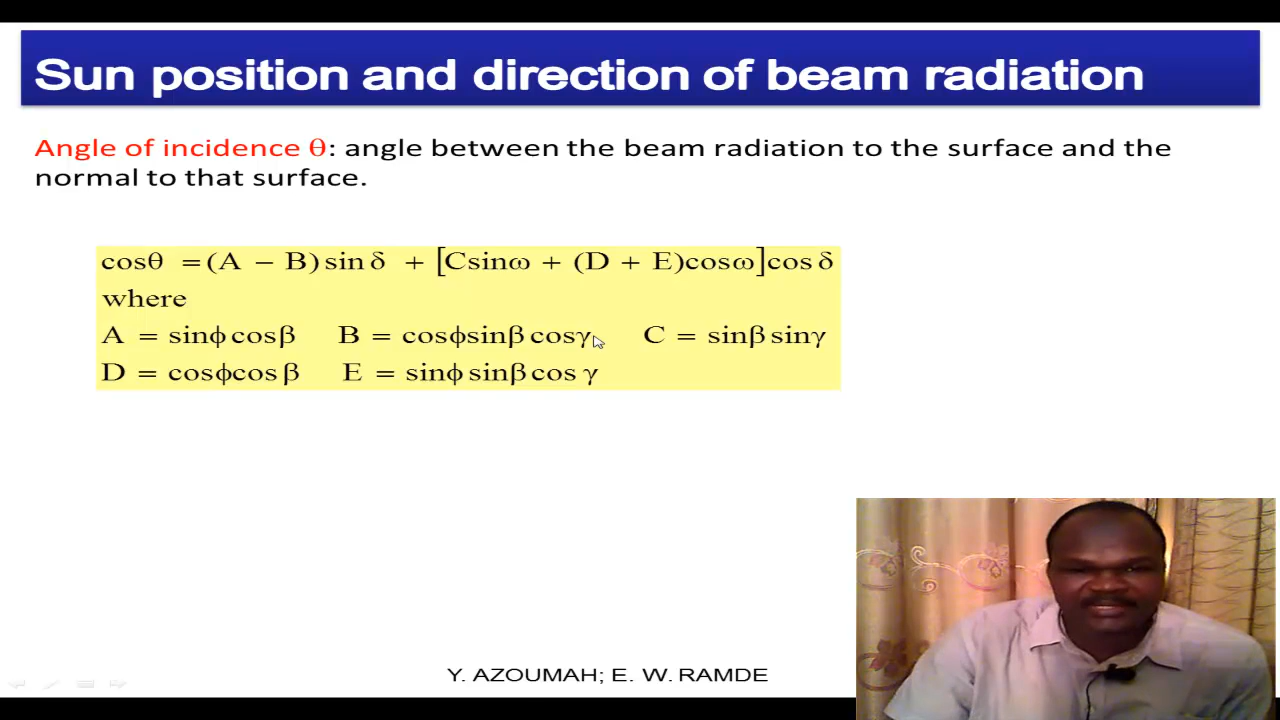 Sun position and direction of beam radiation
Angle of incidence θ: angle between the beam radiation to the surface and the
normal to that surface.
cosθ = (A − B) sin δ + [Csinω + (D + E)cosω]cos δ
where
A = sinϕ cosβ B = cosϕsinβ cosγ C = sinβ sinγ
D = cosϕcos β E = sinϕ sinβ cos γ
Y. AZOUMAH; E. W. RAMDE